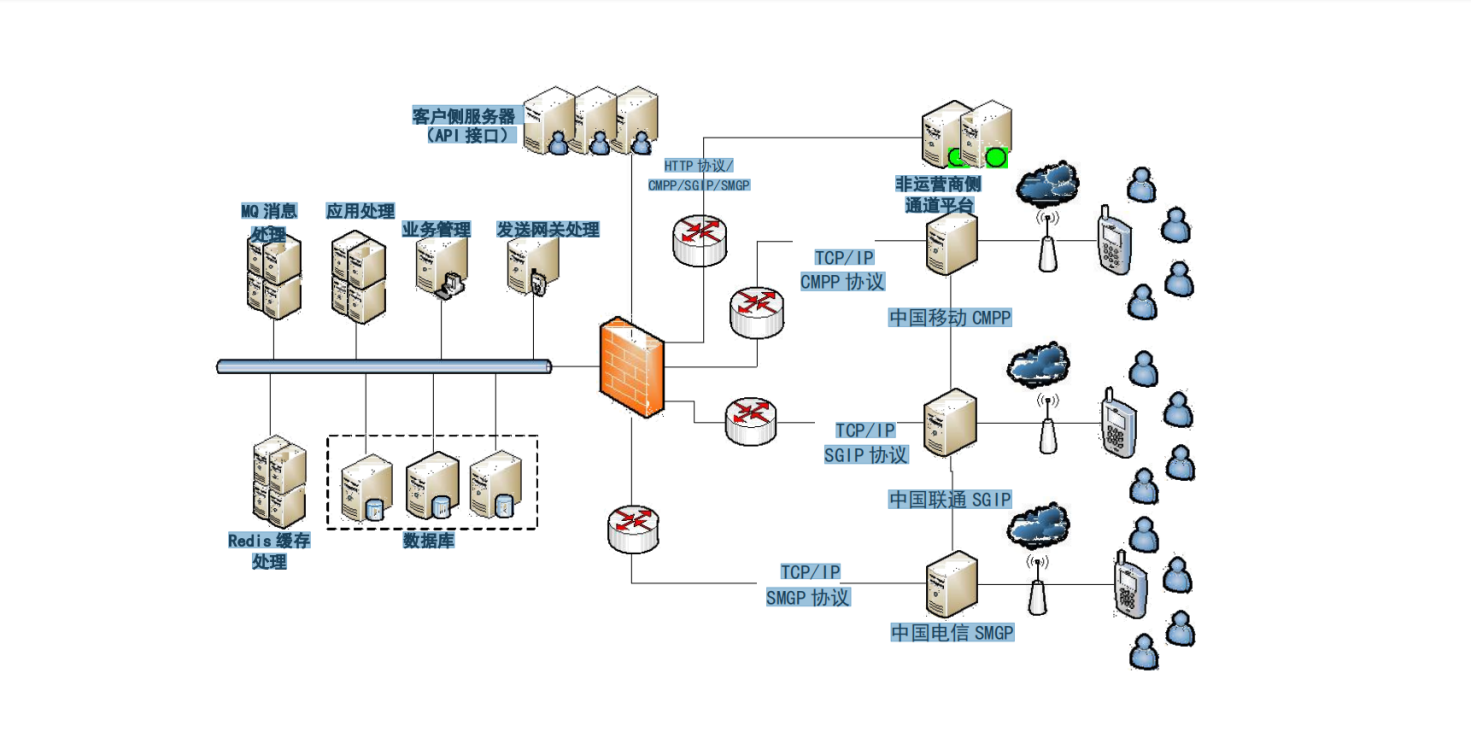 客户侧服务器
（API 接口）
HTTP 协议/
CMPP/SGIP/SMGP
非运营商侧
通道平台
MQ 消息
处理
应用处理
业务管理
发送网关处理
TCP/IP
CMPP 协议
中国移动 CMPP
TCP/IP
SGIP 协议
中国联通 SGIP
Redis 缓存
处理
数据库
TCP/IP
SMGP 协议
中国电信 SMGP